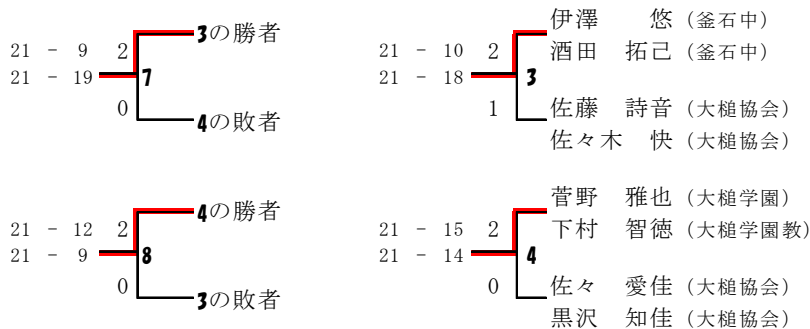 3の勝者
21 - 9 2
21 - 19 7
0
4の敗者
伊澤 悠 (釜石中)
21 - 10 2 酒田 拓己 (釜石中)
21 - 18 3
1 佐藤 詩音 (大槌協会)
佐々木 快 (大槌協会)
4の勝者
21 - 12 2
21 - 9 8
0
3の敗者
菅野 雅也 (大槌学園)
21 - 15 2 下村 智徳 (大槌学園教)
21 - 14 4
0 佐々 愛佳 (大槌協会)
黒沢 知佳 (大槌協会)